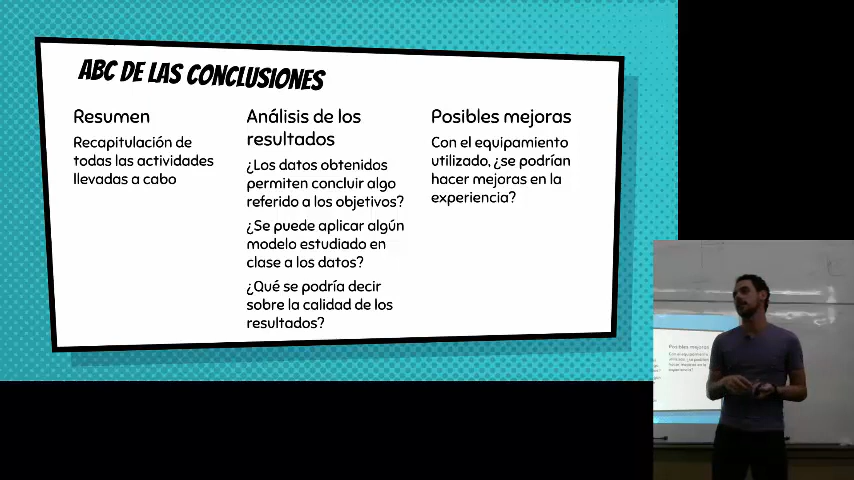 ABC DE LAS CONCLUSIONES
Resumen
Recapitulación de
todas las actividades
llevadas a cabo
Análisis de los
resultados
¿Los datos obtenidos
permiten concluir algo
referido a los objetivos?
¿Se puede aplicar algún
modelo estudiado en
clase a los datos?
¿Qué se podría decir
sobre la calidad de los
resultados?
Posibles mejoras
Con el equipamiento
utilizado, ¿se podrían
hacer mejoras en la
experiencia?
Posibles mejoras